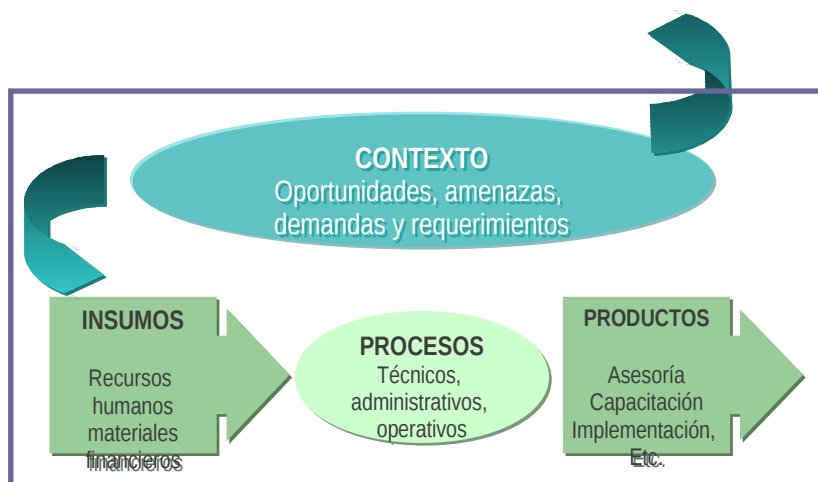 CONTEXTO
Oportunidades, amenazas,
demandas y requerimientos
INSUMOS
Recursos
humanos
materiales
financieros
PROCESOS
Técnicos,
administrativos,
operativos
PRODUCTOS
Asesoría
Capacitación
Implementación,
Etc.